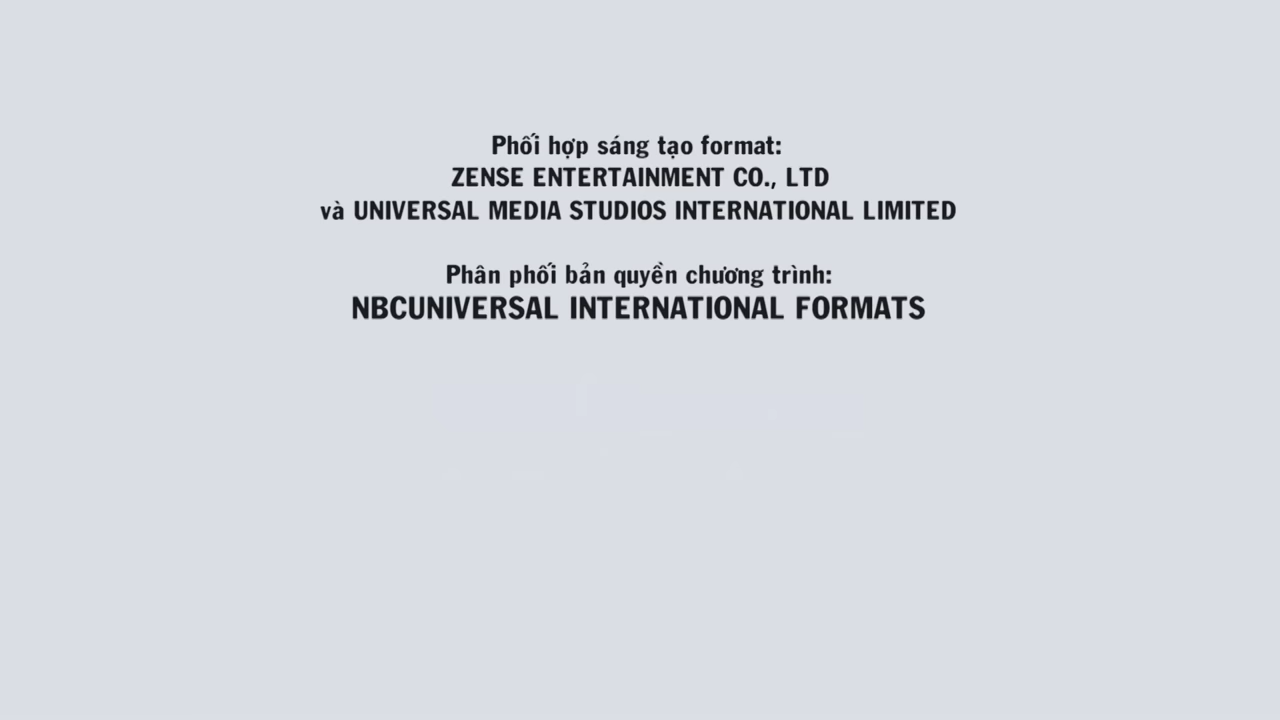 Phối hợp sáng tạo format:
ZENSE ENTERTAINMENT CO., LTD
và UNIVERSAL MEDIA STUDIOS INTERNATIONAL LIMITED
Phân phối bản quyền chương trình:
NBCUNIVERSAL INTERNATIONAL FORMATS